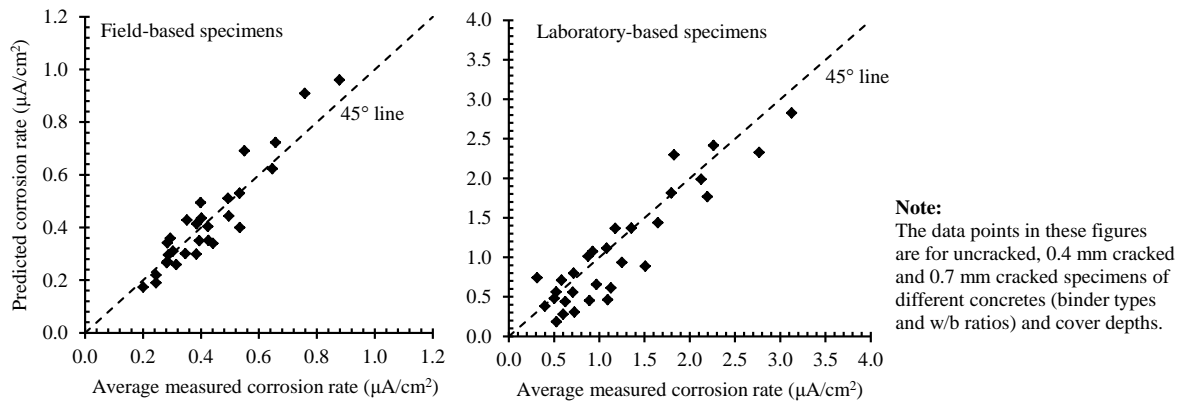 Predicted corrosion rate (μA/cm²)
1.2
1.0
0.8
0.6
0.4
0.2
0.0
Field-based specimens
45° line
0.0 0.2 0.4 0.6 0.8 1.0 1.2
Average measured corrosion rate (μA/cm²)
4.0
3.5
3.0
2.5
2.0
1.5
1.0
0.5
0.0
Laboratory-based specimens
45° line
0.0 0.5 1.0 1.5 2.0 2.5 3.0 3.5 4.0
Average measured corrosion rate (μA/cm²)
Note:
The data points in these figures
are for uncracked, 0.4 mm cracked
and 0.7 mm cracked specimens of
different concretes (binder types
and w/b ratios) and cover depths.